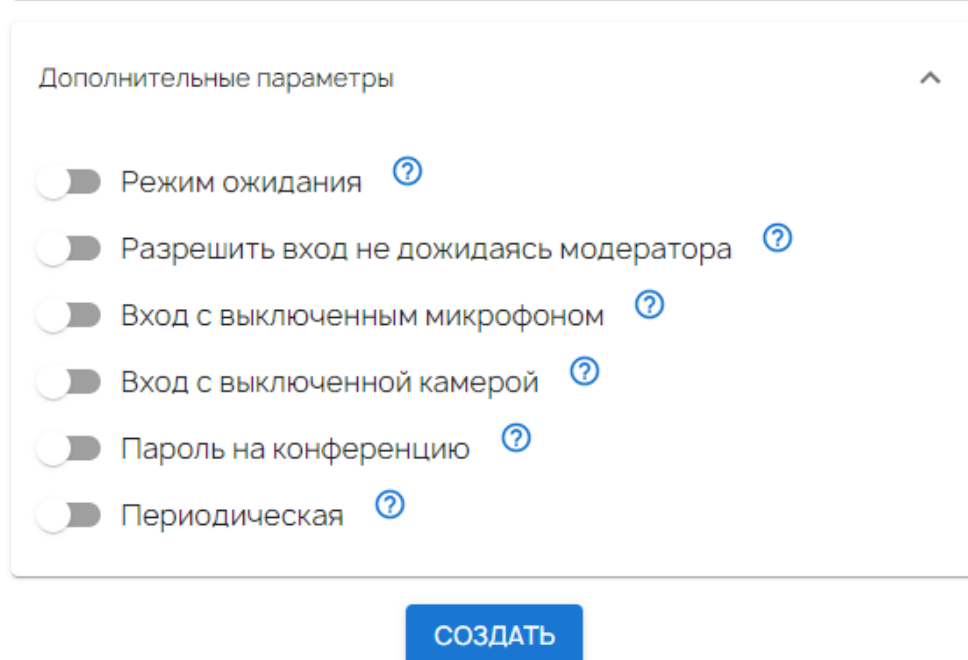 Дополнительные параметры
Режим ожидания
Разрешить вход не дожидаясь модератора
Вход с выключенным микрофоном
Вход с выключенной камерой
Пароль на конференцию
Периодическая
СОЗДАТЬ